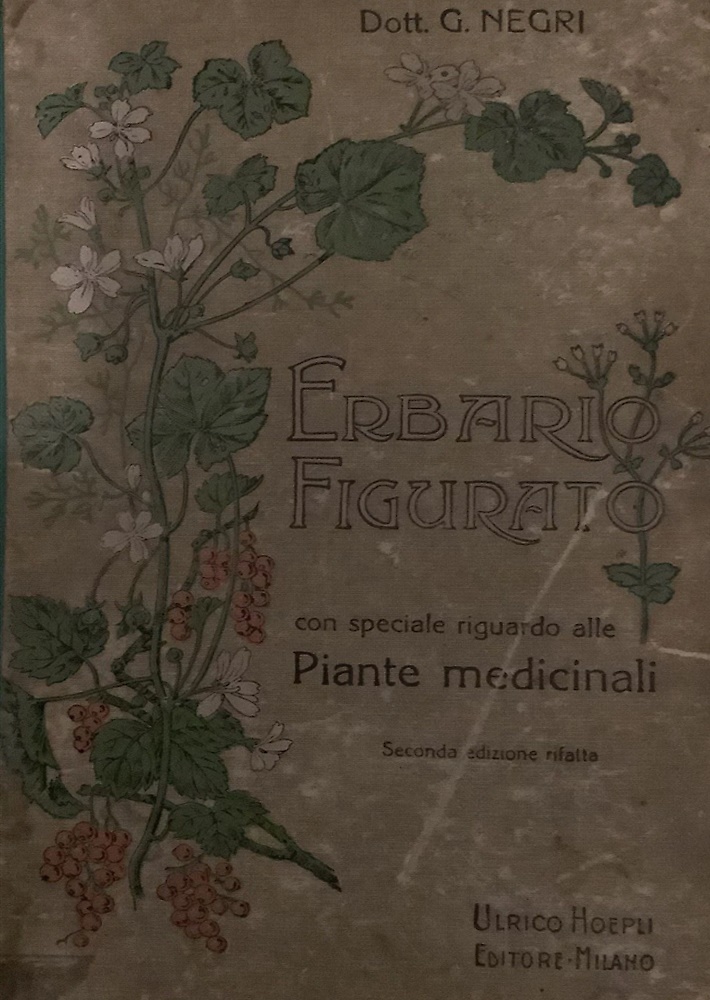 Dott. G. NEGRI
ERBARIO
FIGURATO
con speciale riguardo alle
Piante medicinali
Seconda edizione rifatta
ULRICO HOEPLI
EDITORE-MILANO